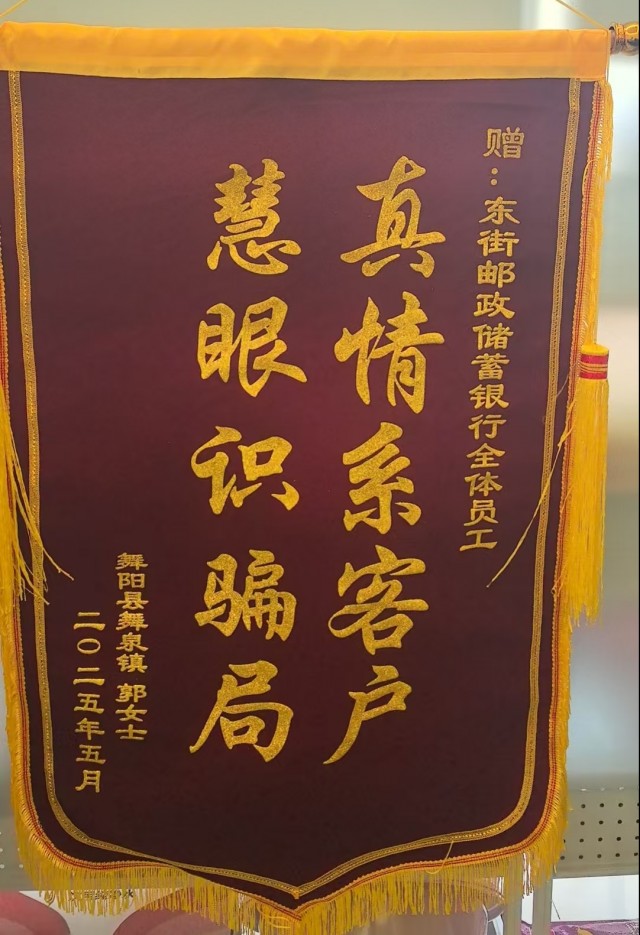 赠：东街邮政储蓄银行全体员工
真情系客户
慧眼识骗局
舞阳县舞泉镇 郭女士
二〇二五年五月